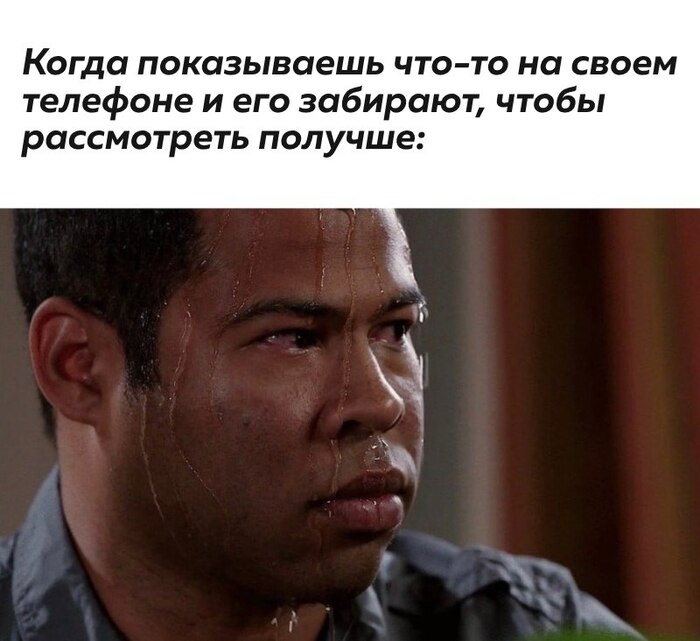 Когда показываешь что-то на своем
телефоне и его забирают, чтобы
рассмотреть получше: